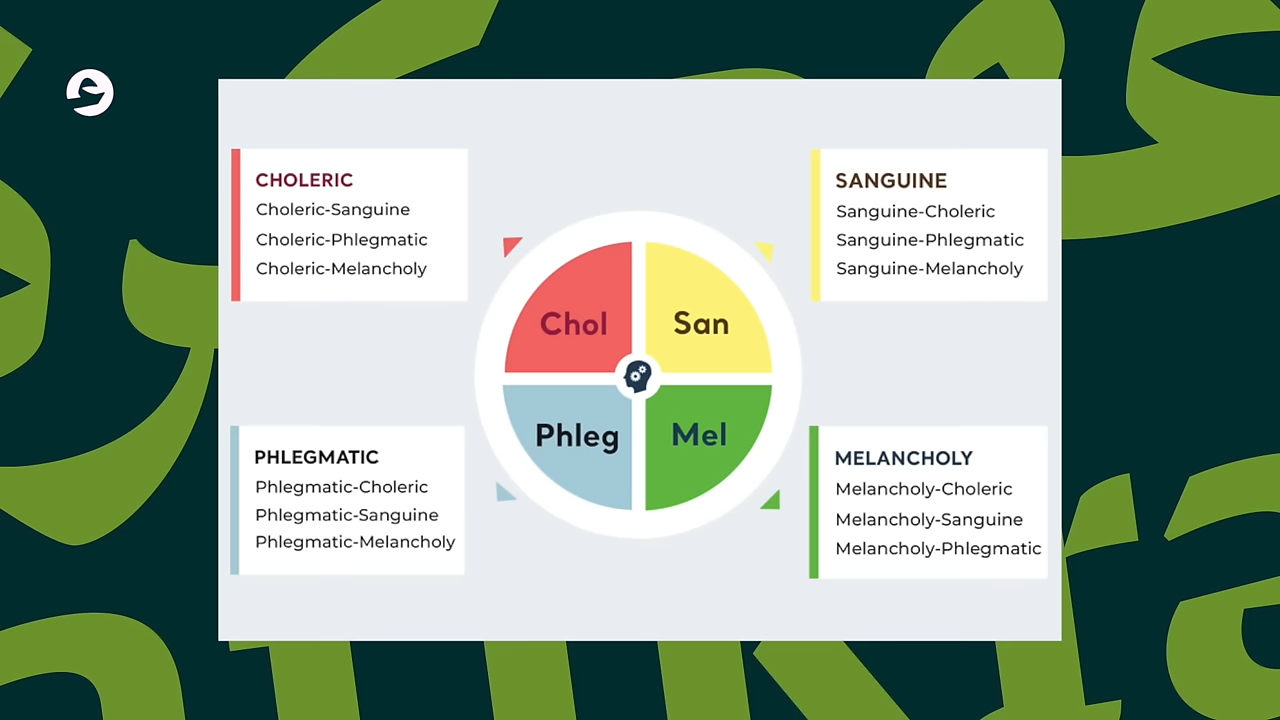 CHOLERIC
Choleric-Sanguine
Choleric-Phlegmatic
Choleric-Melancholy
SANGUINE
Sanguine-Choleric
Sanguine-Phlegmatic
Sanguine-Melancholy
Chol
San
Phleg
Mel
PHLEGMATIC
Phlegmatic-Choleric
Phlegmatic-Sanguine
Phlegmatic-Melancholy
MELANCHOLY
Melancholy-Choleric
Melancholy-Sanguine
Melancholy-Phlegmatic